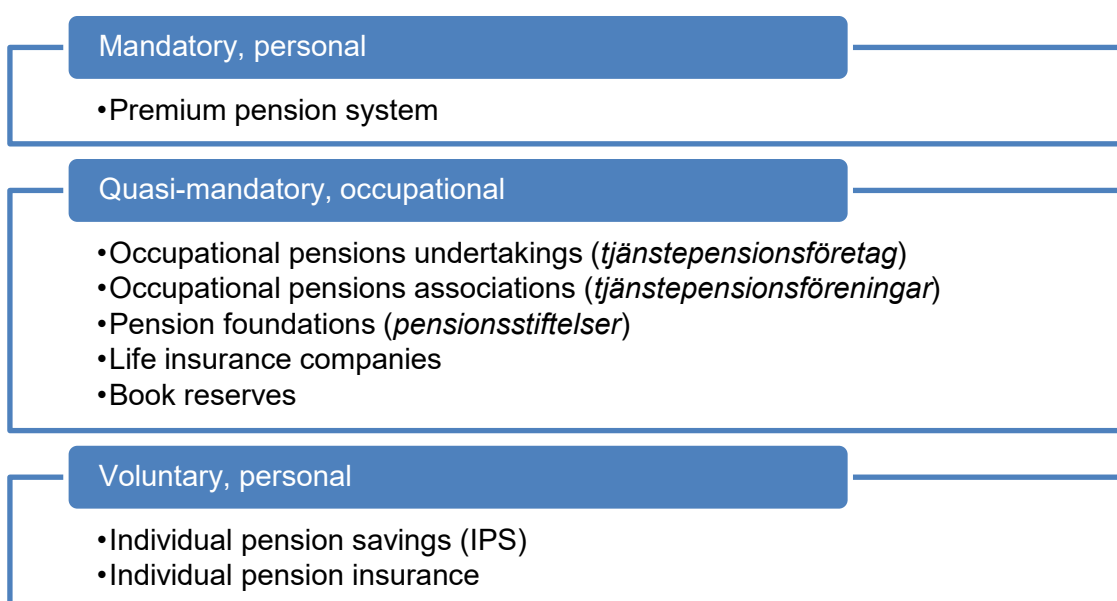 Mandatory, personal
•Premium pension system
Quasi-mandatory, occupational
•Occupational pensions undertakings (tjänstepensionsföretag)
•Occupational pensions associations (tjänstepensionsföreningar)
•Pension foundations (pensionsstiftelser)
•Life insurance companies
•Book reserves
Voluntary, personal
•Individual pension savings (IPS)
•Individual pension insurance